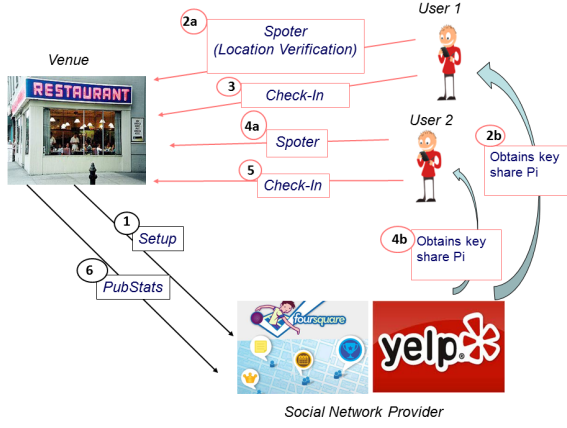 User 1
2a
Spoter
(Location Verification)
Venue
RESTAURANT
3
Check-In
4a
Spoter
User 2
2b
Obtains key
share Pi
5
Check-In
1
Setup
4b
Obtains key
share Pi
6
PubStats
foursquare
yelp
Social Network Provider